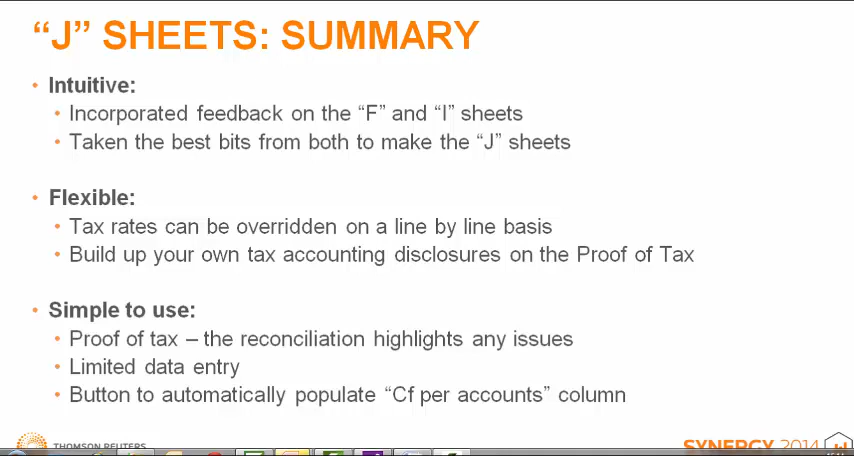 “J” SHEETS: SUMMARY
• Intuitive:
• Incorporated feedback on the “F” and “I” sheets
• Taken the best bits from both to make the “J” sheets
• Flexible:
• Tax rates can be overridden on a line by line basis
• Build up your own tax accounting disclosures on the Proof of Tax
• Simple to use:
• Proof of tax – the reconciliation highlights any issues
• Limited data entry
• Button to automatically populate “Cf per accounts” column
THOMSON REUTERS
SYNERGY 2014